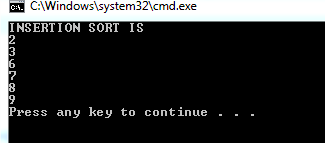 C:\Windows\system32\cmd.exe
INSERTION SORT IS
2
3
6
7
8
9
Press any key to continue . . .